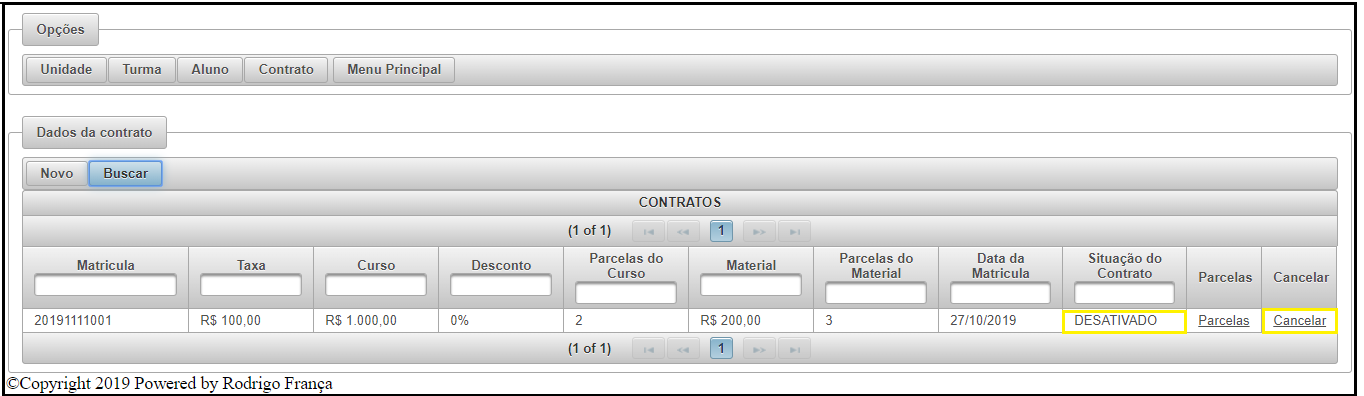 Opções
Unidade Turma Aluno Contrato Menu Principal
Dados da contrato
Novo Buscar
CONTRATOS
(1 of 1) 1
Matricula Taxa Curso Desconto Parcelas do Curso Material Parcelas do Material Data da Matricula Situação do Contrato Parcelas Cancelar
20191111001 R$ 100,00 R$ 1.000,00 0% 2 R$ 200,00 3 27/10/2019 DESATIVADO Parcelas Cancelar
(1 of 1) 1
©Copyright 2019 Powered by Rodrigo França